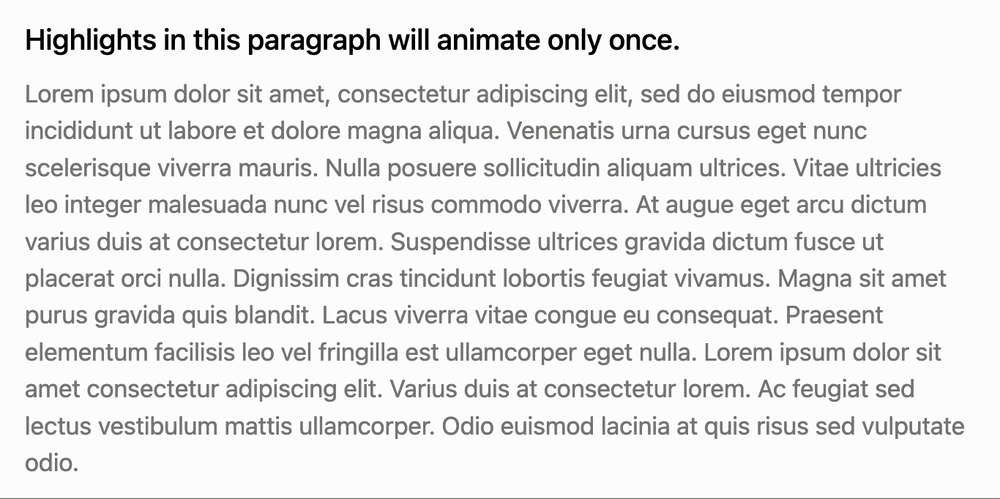 Highlights in this paragraph will animate only once.
Lorem ipsum dolor sit amet, consectetur adipiscing elit, sed do eiusmod tempor
incididunt ut labore et dolore magna aliqua. Venenatis urna cursus eget nunc
scelerisque viverra mauris. Nulla posuere sollicitudin aliquam ultrices. Vitae ultricies
leo integer malesuada nunc vel risus commodo viverra. At augue eget arcu dictum
varius duis at consectetur lorem. Suspendisse ultrices gravida dictum fusce ut
placerat orci nulla. Dignissim cras tincidunt lobortis feugiat vivamus. Magna sit amet
purus gravida quis blandit. Lacus viverra vitae congue eu consequat. Praesent
elementum facilisis leo vel fringilla est ullamcorper eget nulla. Lorem ipsum dolor sit
amet consectetur adipiscing elit. Varius duis at consectetur lorem. Ac feugiat sed
lectus vestibulum mattis ullamcorper. Odio euismod lacinia at quis risus sed vulputate
odio.